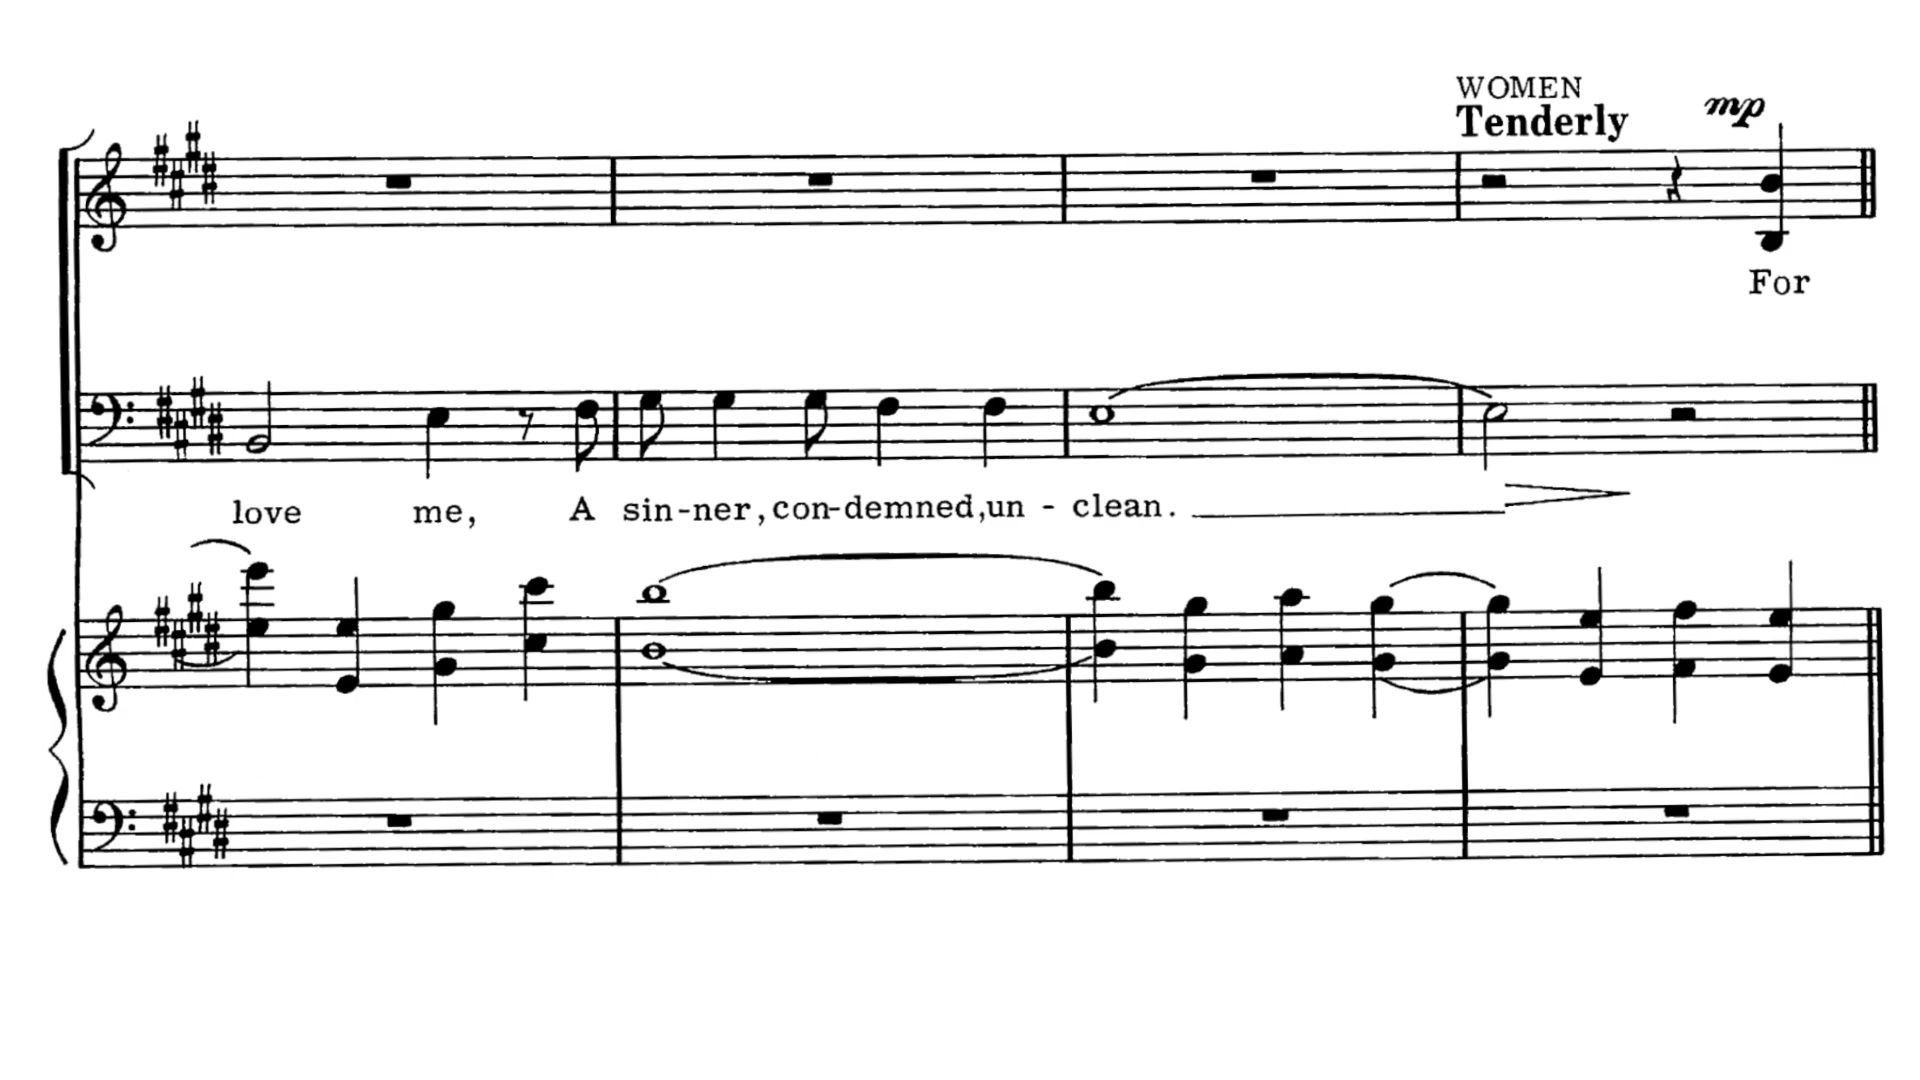 WOMEN
Tenderly
mp
For
love me, A sin-ner, con-demned, un - clean.